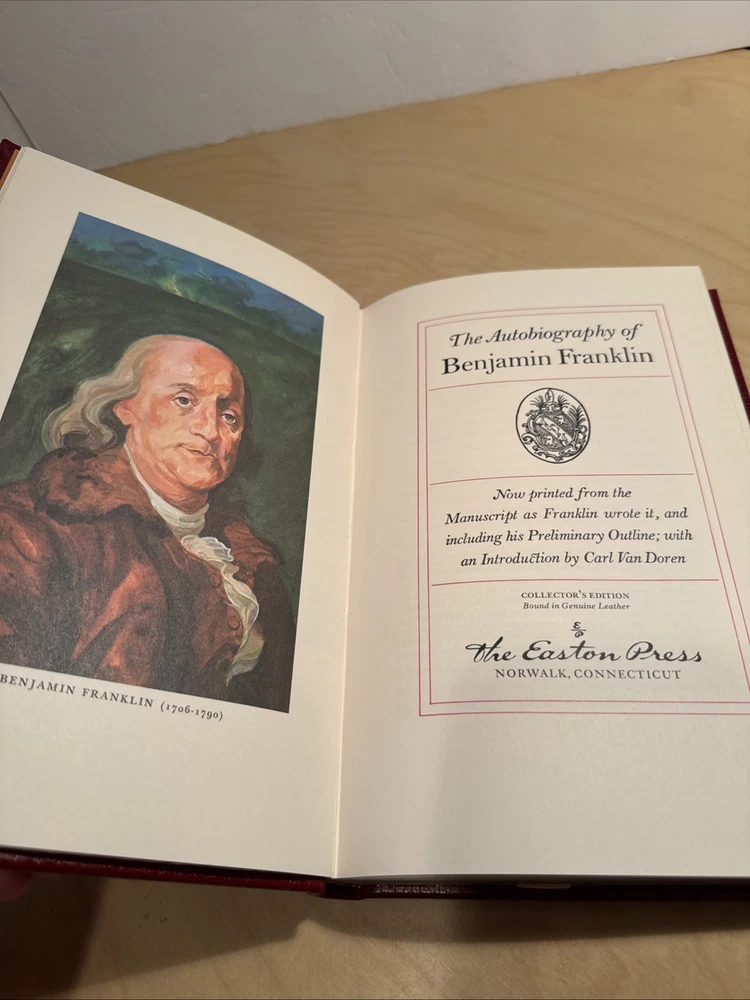 BENJAMIN FRANKLIN (1706-1790)
The Autobiography of
Benjamin Franklin
Now printed from the
Manuscript as Franklin wrote it, and
including his Preliminary Outline; with
an Introduction by Carl Van Doren
COLLECTOR'S EDITION
Bound in Genuine Leather
The Easton Press
NORWALK, CONNECTICUT